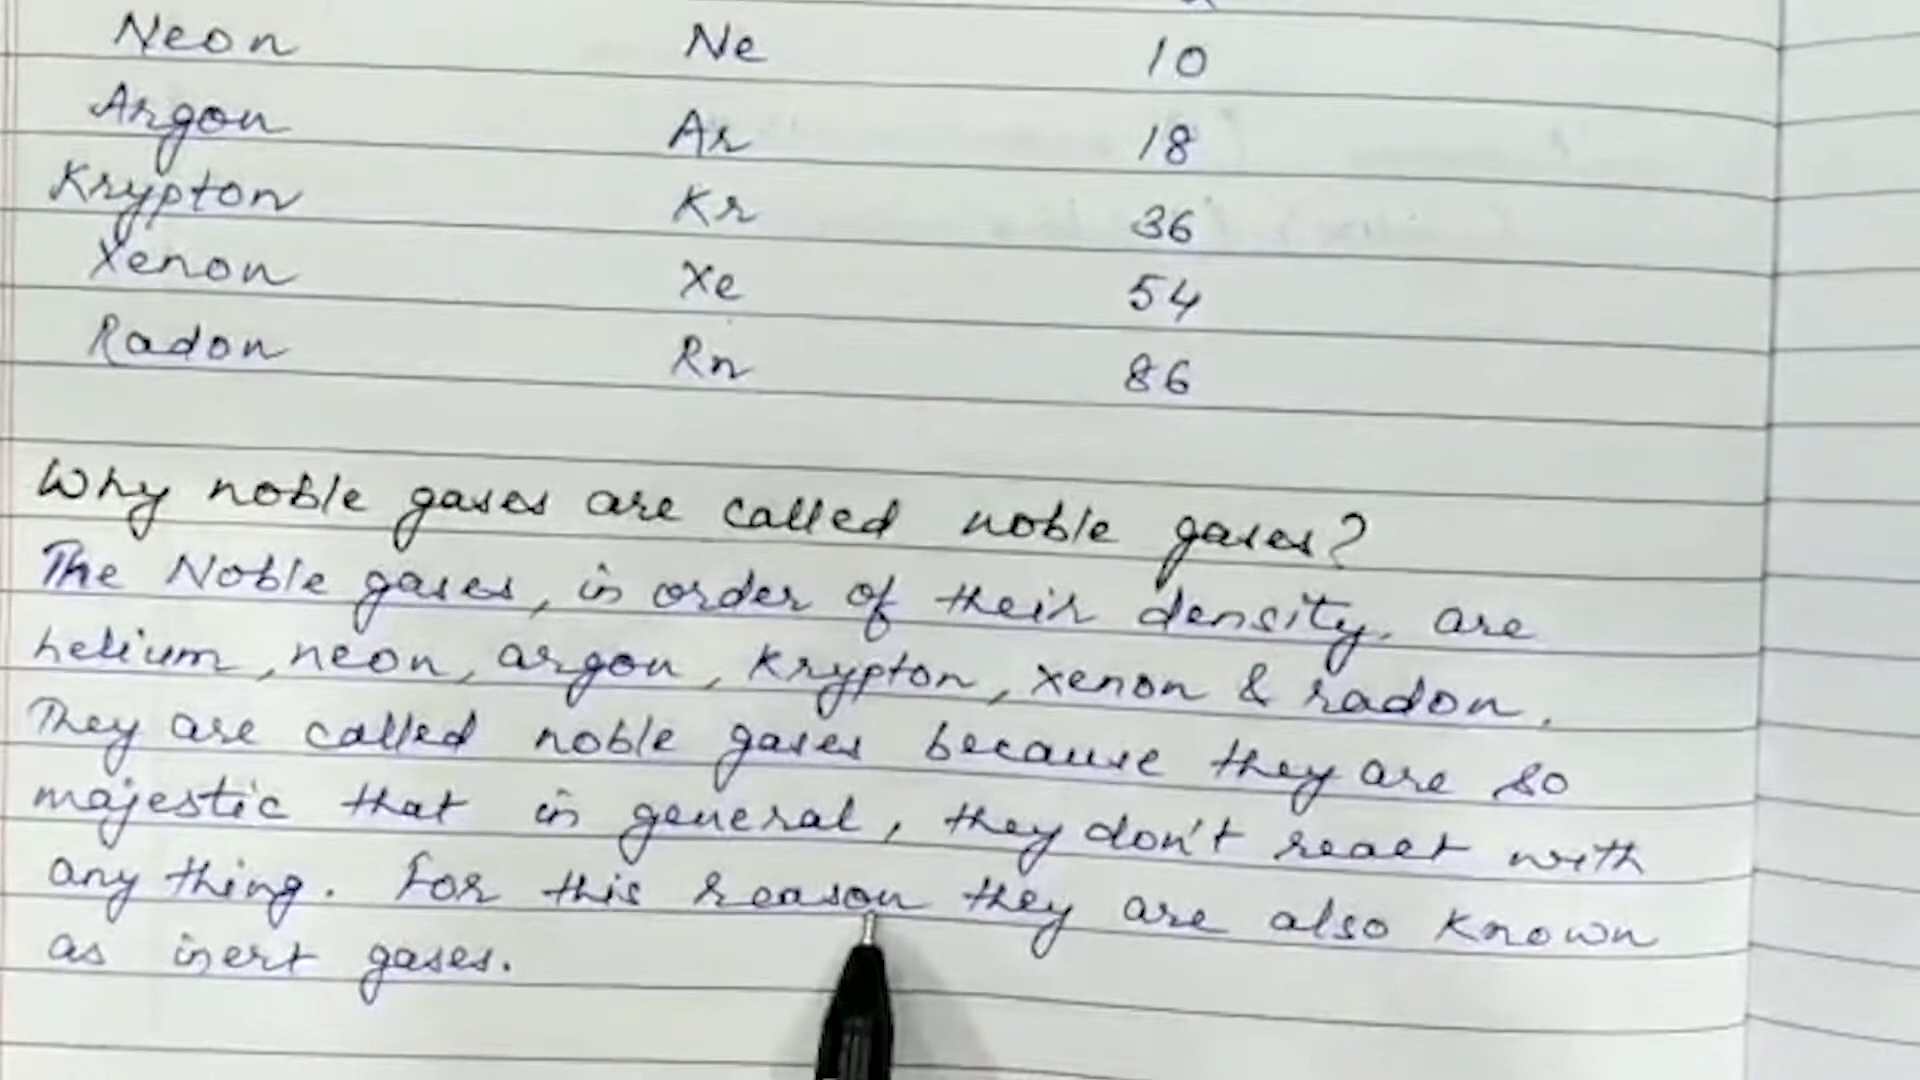 Neon Ne 10
Argon Ar 18
Krypton Kr 36
Xenon Xe 54
Radon Rn 86
Why noble gases are called noble gases?
The Noble gases, in order of their density, are
helium, neon, argon, krypton, xenon & radon.
They are called noble gases because they are so
majestic that in general, they don't react with
any thing. For this reason they are also known
as inert gases.